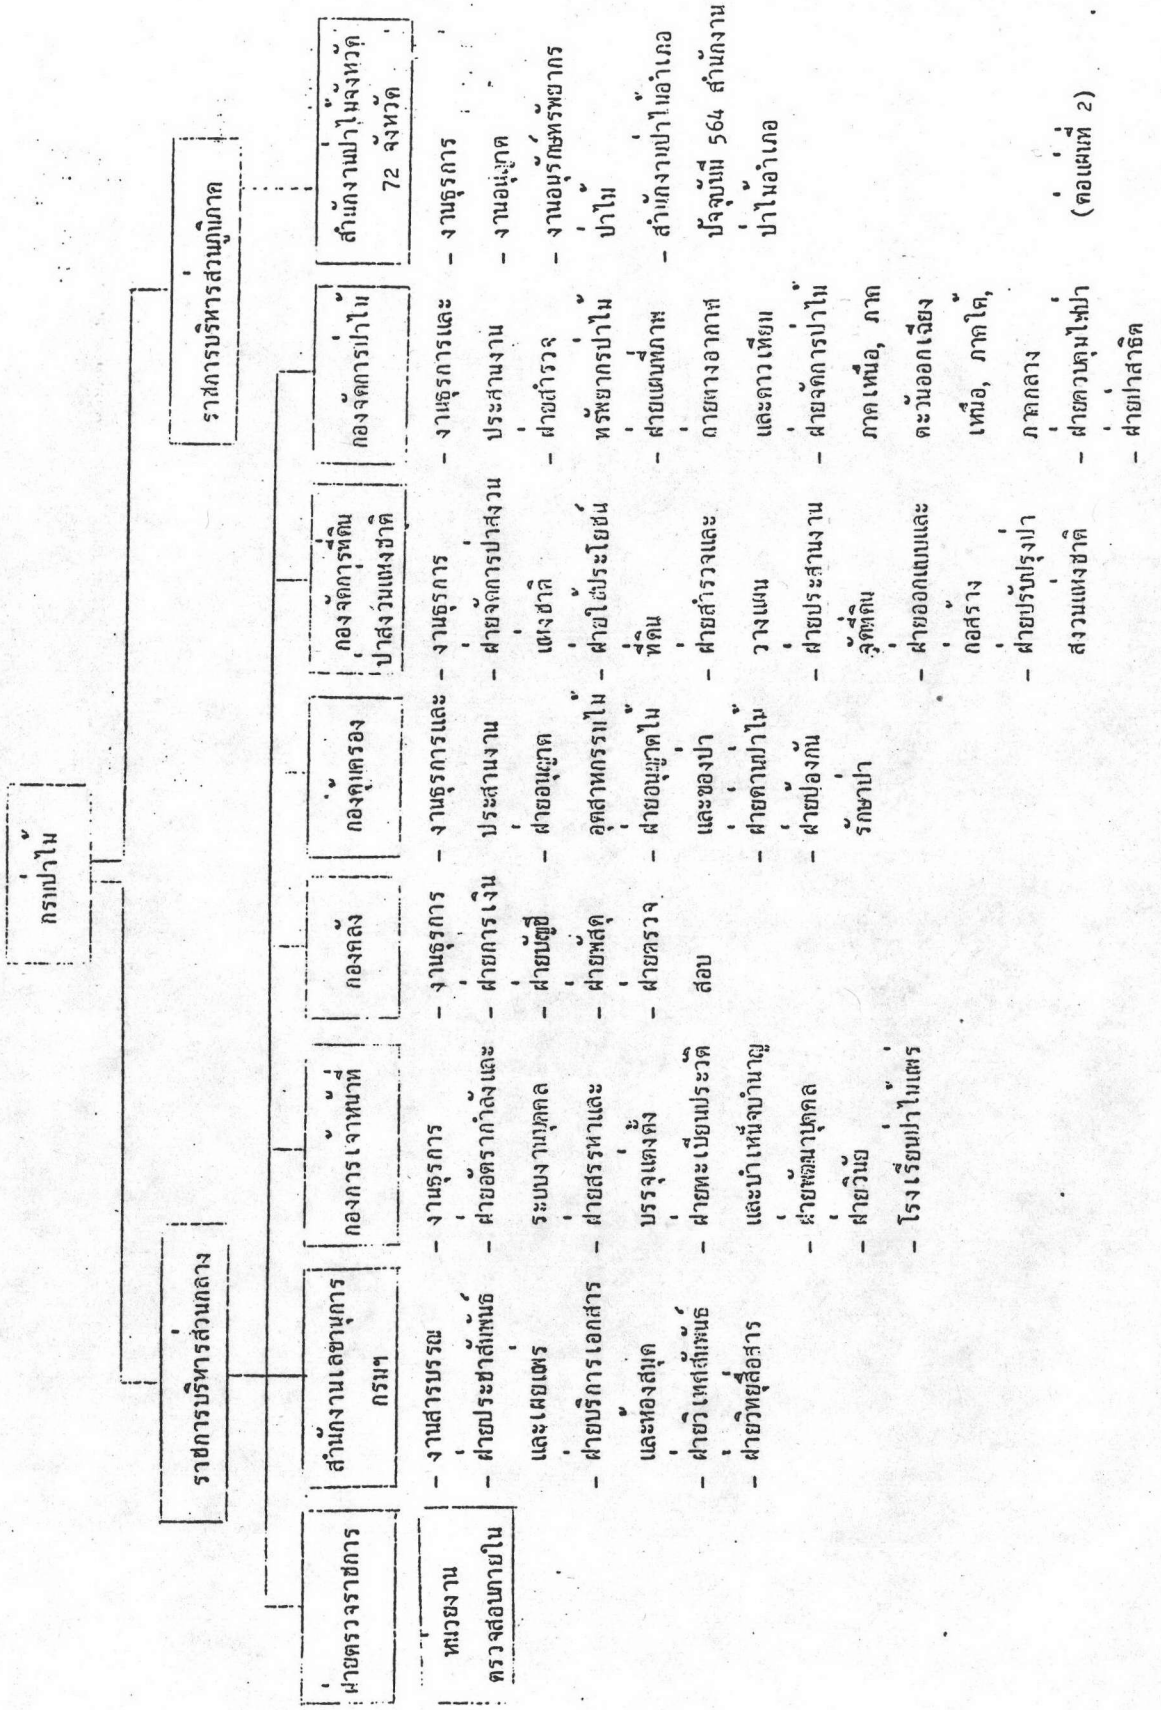 กรมป่าไม้
ราชการบริหารส่วนกลาง
ราชการบริหารส่วนภูมิภาค
ฝ่ายตรวจราชการ
หน่วยงาน
ตรวจสอบภายใน
สำนักงานเลขานุการ
กรมฯ
- งานสารบรรณ
- ฝ่ายประชาสัมพันธ์
และเผยแพร่
- ฝ่ายบริการเอกสาร
และห้องสมุด
- ฝ่ายวิเทศสัมพันธ์
- ฝ่ายวิทยุสื่อสาร
กองการเจ้าหน้าที่
- งานธุรการ
- ฝ่ายอัตรากำลังและ
ระบบงานบุคคล
- ฝ่ายสรรหาและ
บรรจุแต่งตั้ง
- ฝ่ายทะเบียนประวัติ
และบำเหน็จบำนาญ
- ฝ่ายพัฒนาบุคคล
- ฝ่ายวินัย
- โรงเรียนป่าไม้แพร่
กองคลัง
- งานธุรการ
- ฝ่ายการเงิน
- ฝ่ายบัญชี
- ฝ่ายพัสดุ
- ฝ่ายตรวจ
สอบ
กองคุ้มครอง
- งานธุรการและ
ประสานงาน
- ฝ่ายอนุญาต
อุตสาหกรรมไม้
- ฝ่ายอนุญาตไม้
และของป่า
- ฝ่ายด่านป่าไม้
- ฝ่ายป้องกัน
รักษาป่า
กองจัดการที่ดิน
ป่าสงวนแห่งชาติ
- งานธุรการ
- ฝ่ายจัดการป่าสงวน
แห่งชาติ
- ฝ่ายใช้ประโยชน์
ที่ดิน
- ฝ่ายสำรวจและ
วางแผน
- ฝ่ายประสานงาน
จัดที่ดิน
- ฝ่ายออกแบบและ
ก่อสร้าง
- ฝ่ายปรับปรุงป่า
สงวนแห่งชาติ
กองจัดการป่าไม้
- งานธุรการและ
ประสานงาน
- ฝ่ายสำรวจ
ทรัพยากรป่าไม้
- ฝ่ายแผนที่ภาพ
ถ่ายทางอากาศ
และดาวเทียม
- ฝ่ายจัดการป่าไม้
ภาคเหนือ, ภาค
ตะวันออกเฉียง
เหนือ, ภาคใต้,
ภาคกลาง
- ฝ่ายควบคุมไฟป่า
- ฝ่ายป่าสาธิต
สำนักงานป่าไม้จังหวัด
72 จังหวัด
- งานธุรการ
- งานอนุญาต
- งานอนุรักษ์ทรัพยากร
ป่าไม้
- สำนักงานป่าไม้อำเภอ
ปัจจุบันมี 564 สำนักงาน
ป่าไม้อำเภอ
(ต่อแผ่นที่ 2)